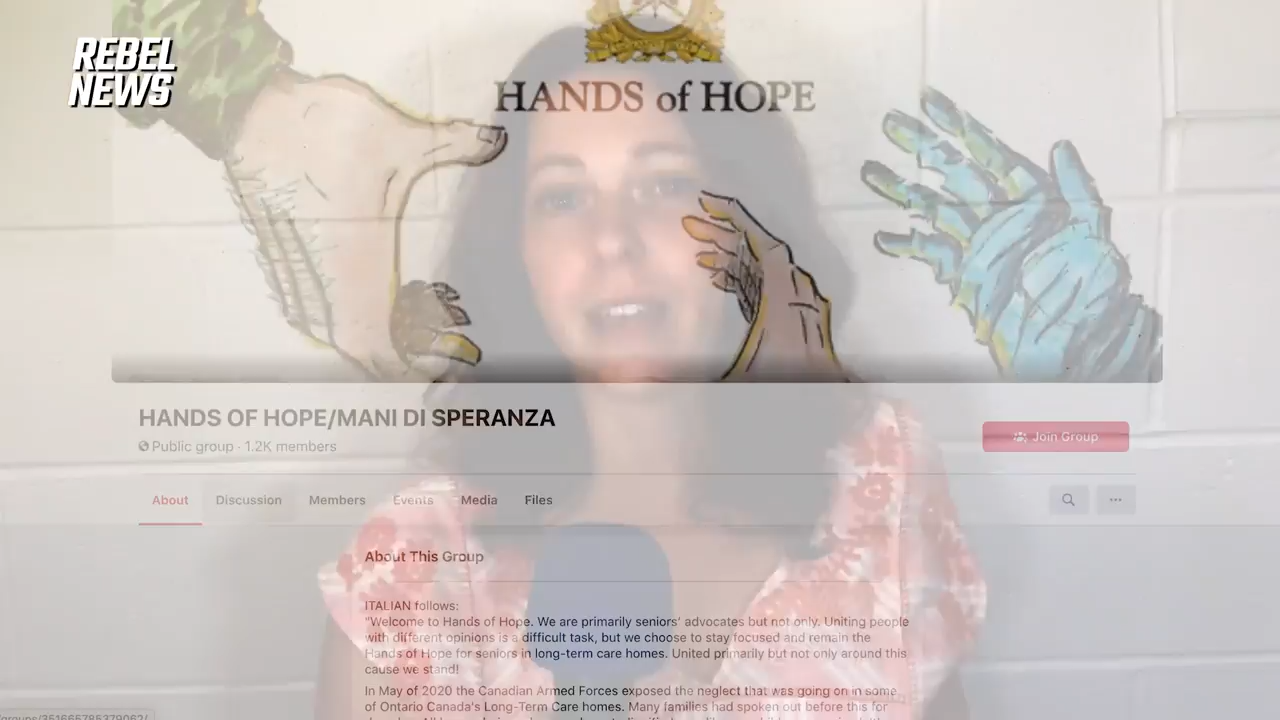 REBEL
NEWS
HANDS of HOPE
HANDS OF HOPE/MANI DI SPERANZA
Public group · 1.2K members
Join Group
About Discussion Members Events Media Files
About This Group
ITALIAN follows:
"Welcome to Hands of Hope. We are primarily seniors' advocates but not only. Uniting people
with different opinions is a difficult task, but we choose to stay focused and remain the
Hands of Hope for seniors in long-term care homes. United primarily but not only around this
cause we stand!
In May of 2020 the Canadian Armed Forces exposed the neglect that was going on in some
of Ontario Canada's Long-Term Care homes. Many families had spoken out before this for
groups/351665785379062/